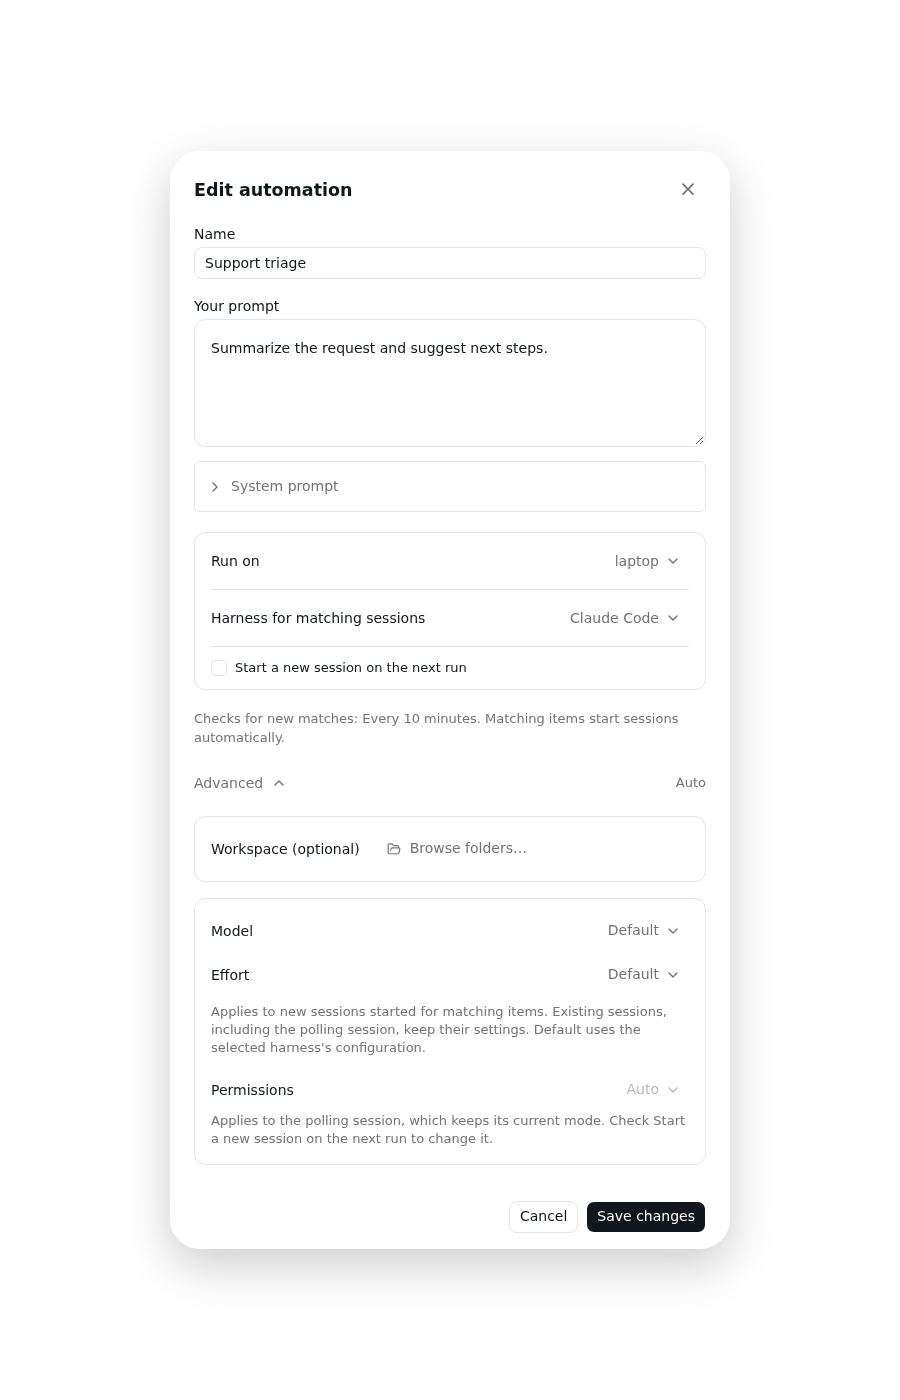 Edit automation
Name
Support triage
Your prompt
Summarize the request and suggest next steps.
System prompt
Run on
laptop
Harness for matching sessions
Claude Code
Start a new session on the next run
Checks for new matches: Every 10 minutes. Matching items start sessions
automatically.
Advanced
Auto
Workspace (optional)
Browse folders…
Model
Default
Effort
Default
Applies to new sessions started for matching items. Existing sessions,
including the polling session, keep their settings. Default uses the
selected harness's configuration.
Permissions
Auto
Applies to the polling session, which keeps its current mode. Check Start
a new session on the next run to change it.
Cancel
Save changes